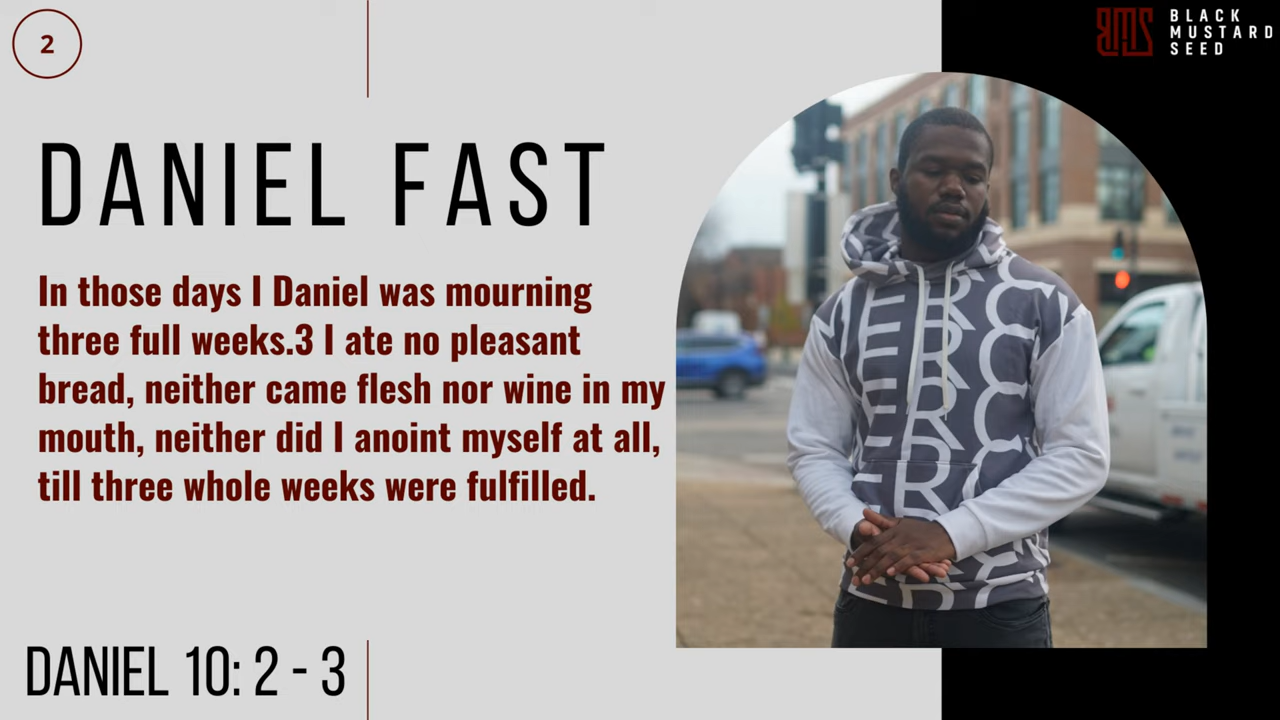 2
BLACK
MUSTARD
SEED
DANIEL FAST
In those days I Daniel was mourning
three full weeks.3 I ate no pleasant
bread, neither came flesh nor wine in my
mouth, neither did I anoint myself at all,
till three whole weeks were fulfilled.
DANIEL 10: 2 - 3